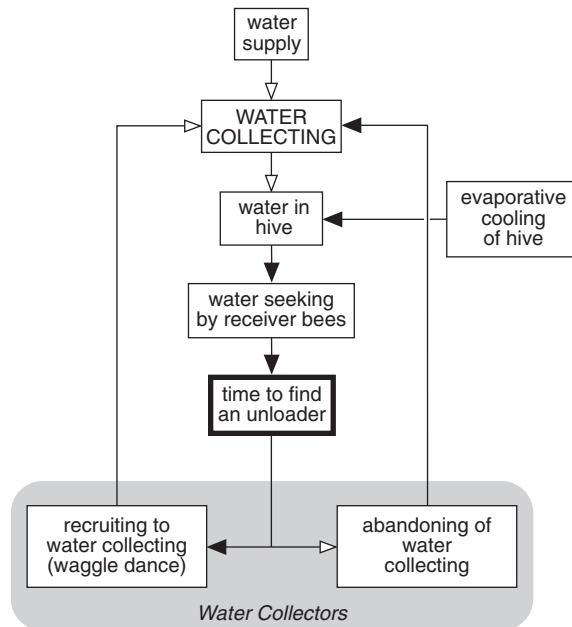 water
supply
WATER
COLLECTING
water in
hive
evaporative
cooling
of hive
water seeking
by receiver bees
time to find
an unloader
recruiting to
water collecting
(waggle dance)
abandoning of
water
collecting
Water Collectors